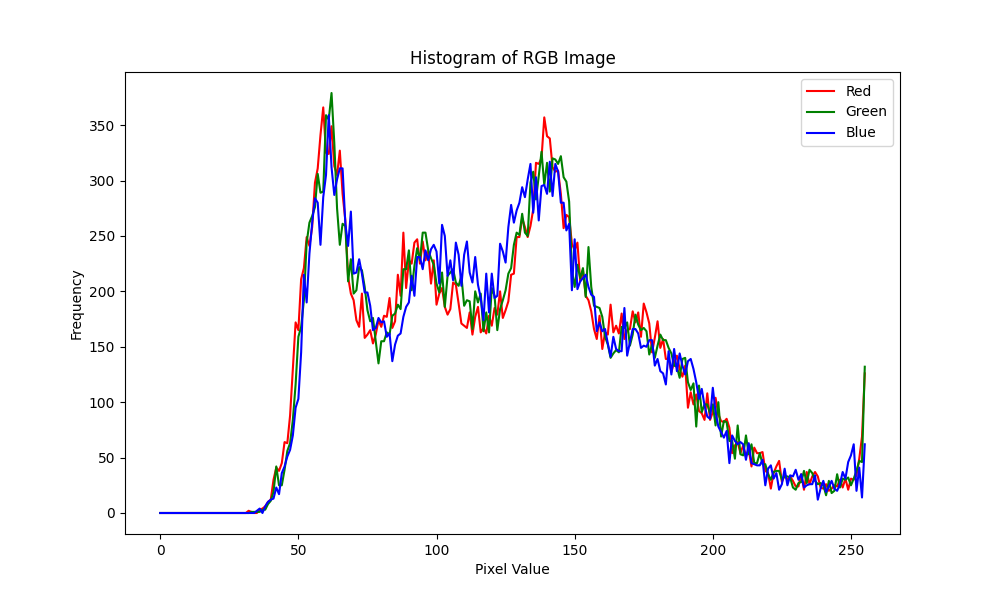 Histogram of RGB Image
Red
Green
Blue
350
300
250
200
150
100
50
0
Frequency
0 50 100 150 200 250
Pixel Value